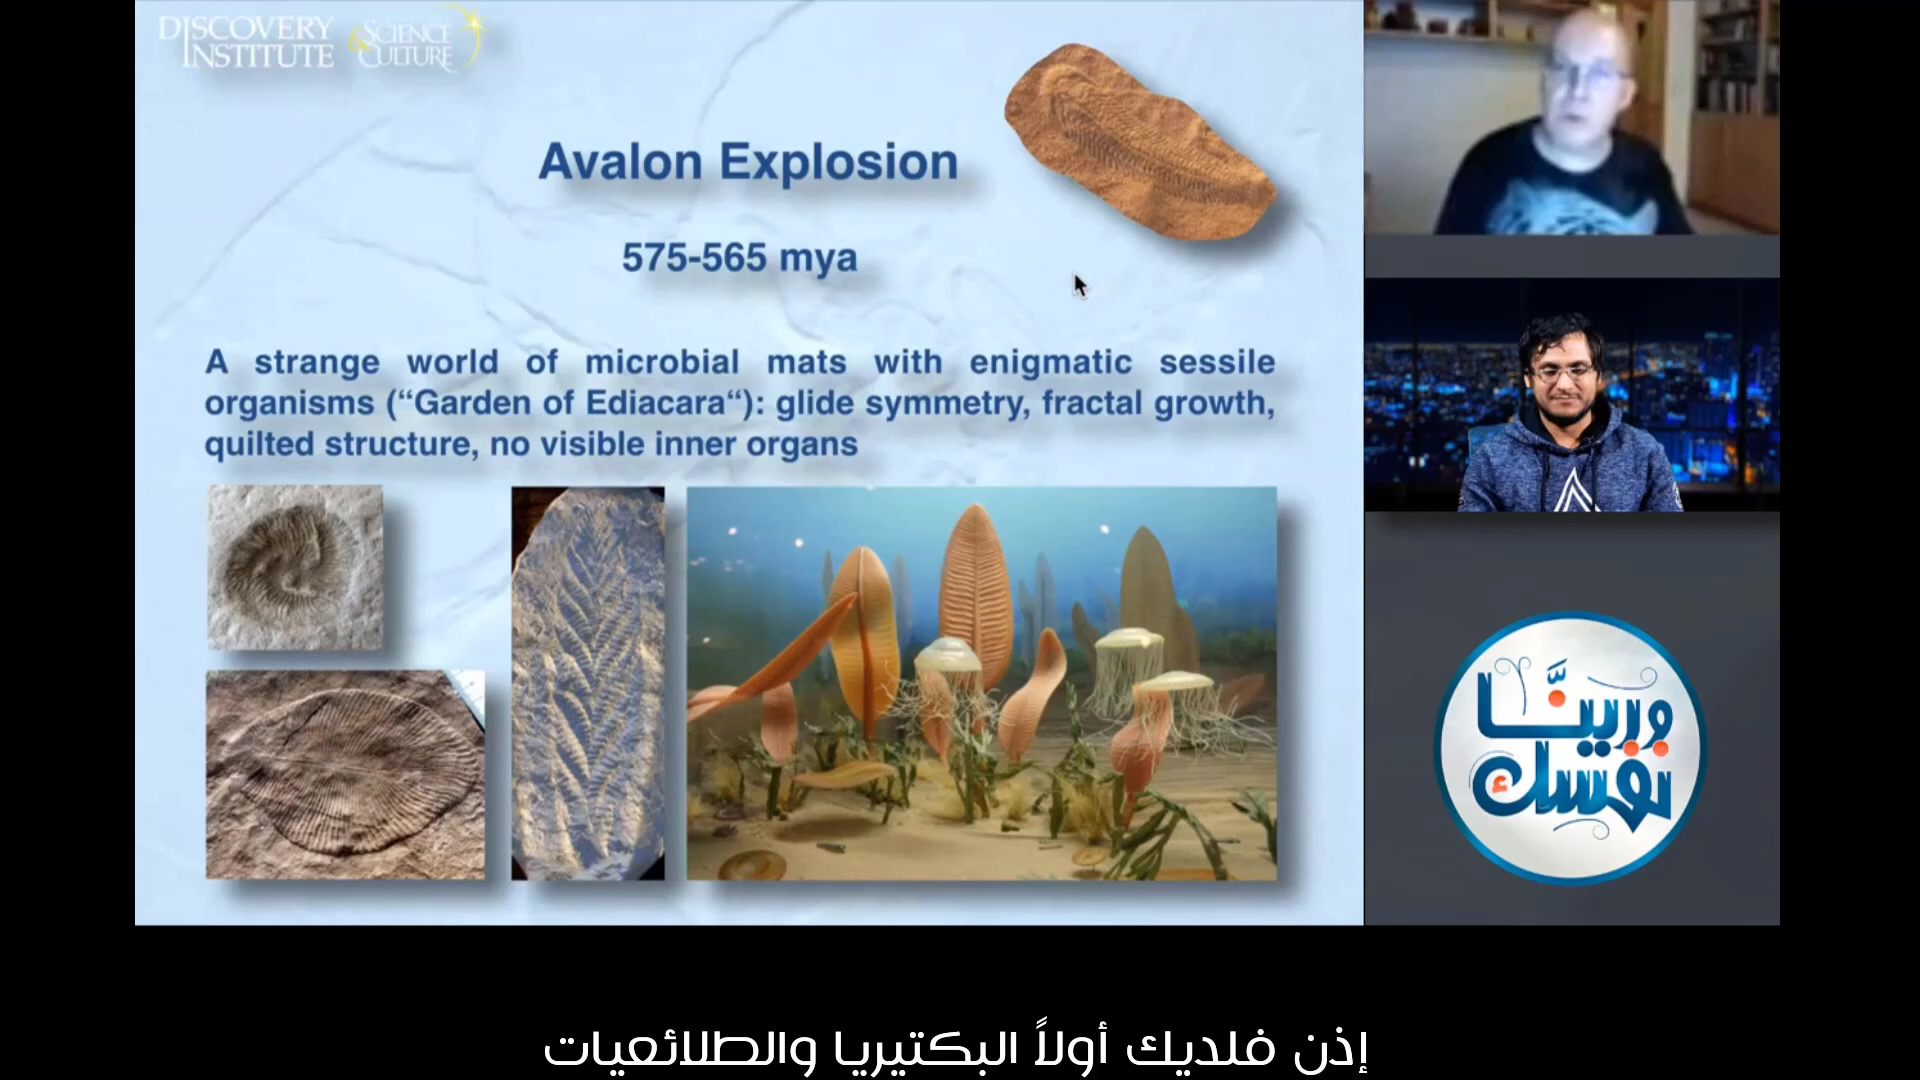 DISCOVERY
INSTITUTE
SCIENCE
& CULTURE
Avalon Explosion
575-565 mya
A strange world of microbial mats with enigmatic sessile
organisms (“Garden of Ediacara“): glide symmetry, fractal growth,
quilted structure, no visible inner organs
ورينَّا
نفسك
إذن فلديك أولاً البكتيريا والطلائعيات